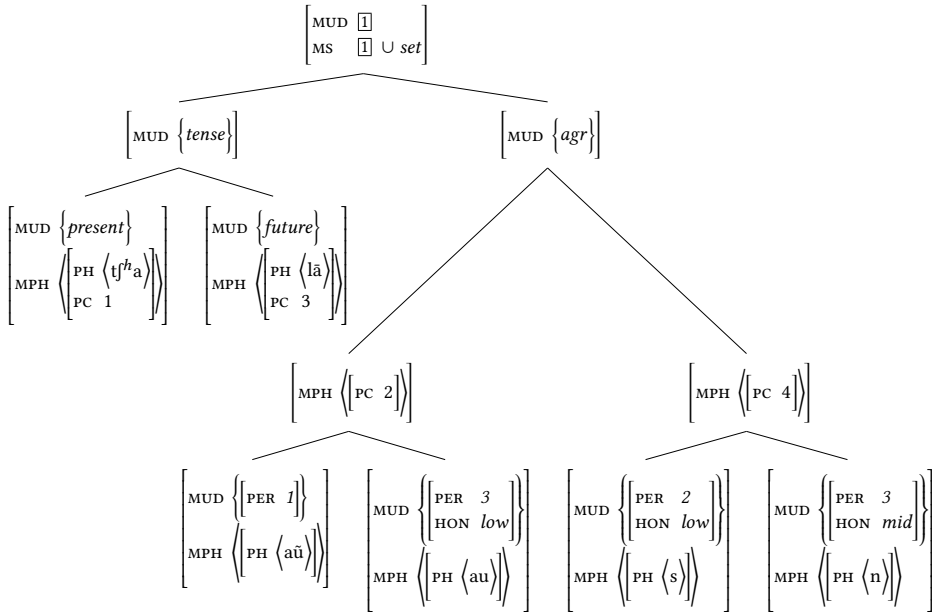 MUD 1
MS 1 ∪ set
MUD {tense}
MUD {agr}
MUD {present}
MPH ⟨[PH ⟨tʃʰa⟩
PC 1]⟩
MUD {future}
MPH ⟨[PH ⟨lā⟩
PC 3]⟩
MPH ⟨[PC 2]⟩
MPH ⟨[PC 4]⟩
MUD {[PER 1]}
MPH ⟨[PH ⟨aũ⟩]⟩
MUD {[PER 3
HON low]}
MPH ⟨[PH ⟨au⟩]⟩
MUD {[PER 2
HON low]}
MPH ⟨[PH ⟨s⟩]⟩
MUD {[PER 3
HON mid]}
MPH ⟨[PH ⟨n⟩]⟩